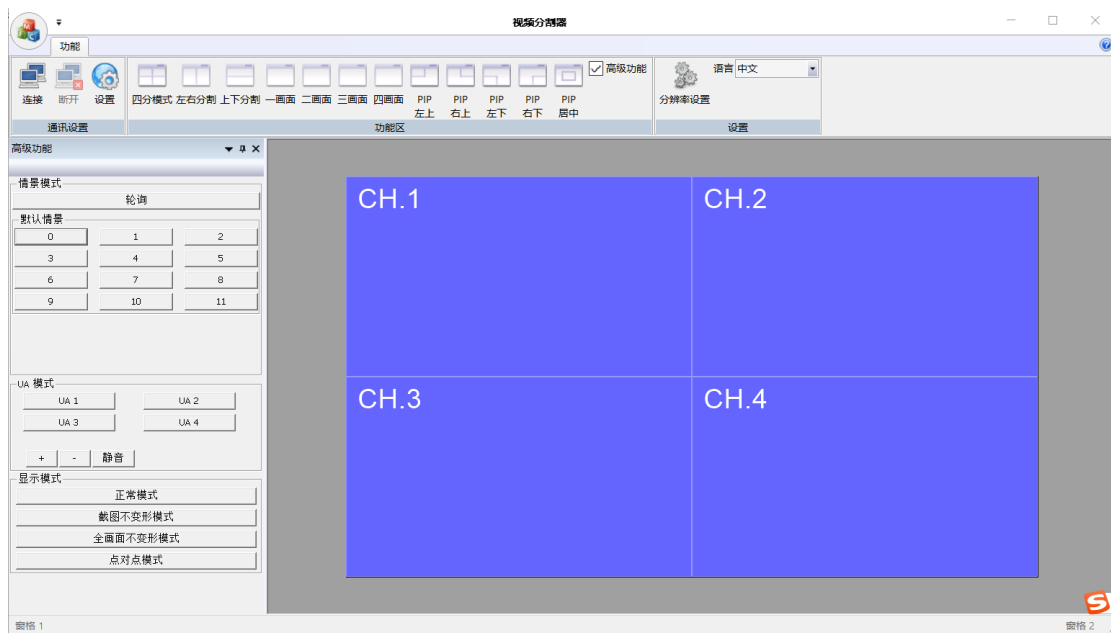 视频分割器
功能
连接 断开 设置 四分模式 左右分割 上下分割 一画面 二画面 三画面 四画面 PIP 左上 PIP 右上 PIP 左下 PIP 右下 PIP 居中 高级功能 分辨率设置 语言 中文
通讯设置 功能区 设置
高级功能
情景模式
轮询
默认情景
0 1 2
3 4 5
6 7 8
9 10 11
UA 模式
UA 1 UA 2
UA 3 UA 4
+ - 静音
显示模式
正常模式
截图不变形模式
全画面不变形模式
点对点模式
CH.1 CH.2
CH.3 CH.4
窗格 1 窗格 2